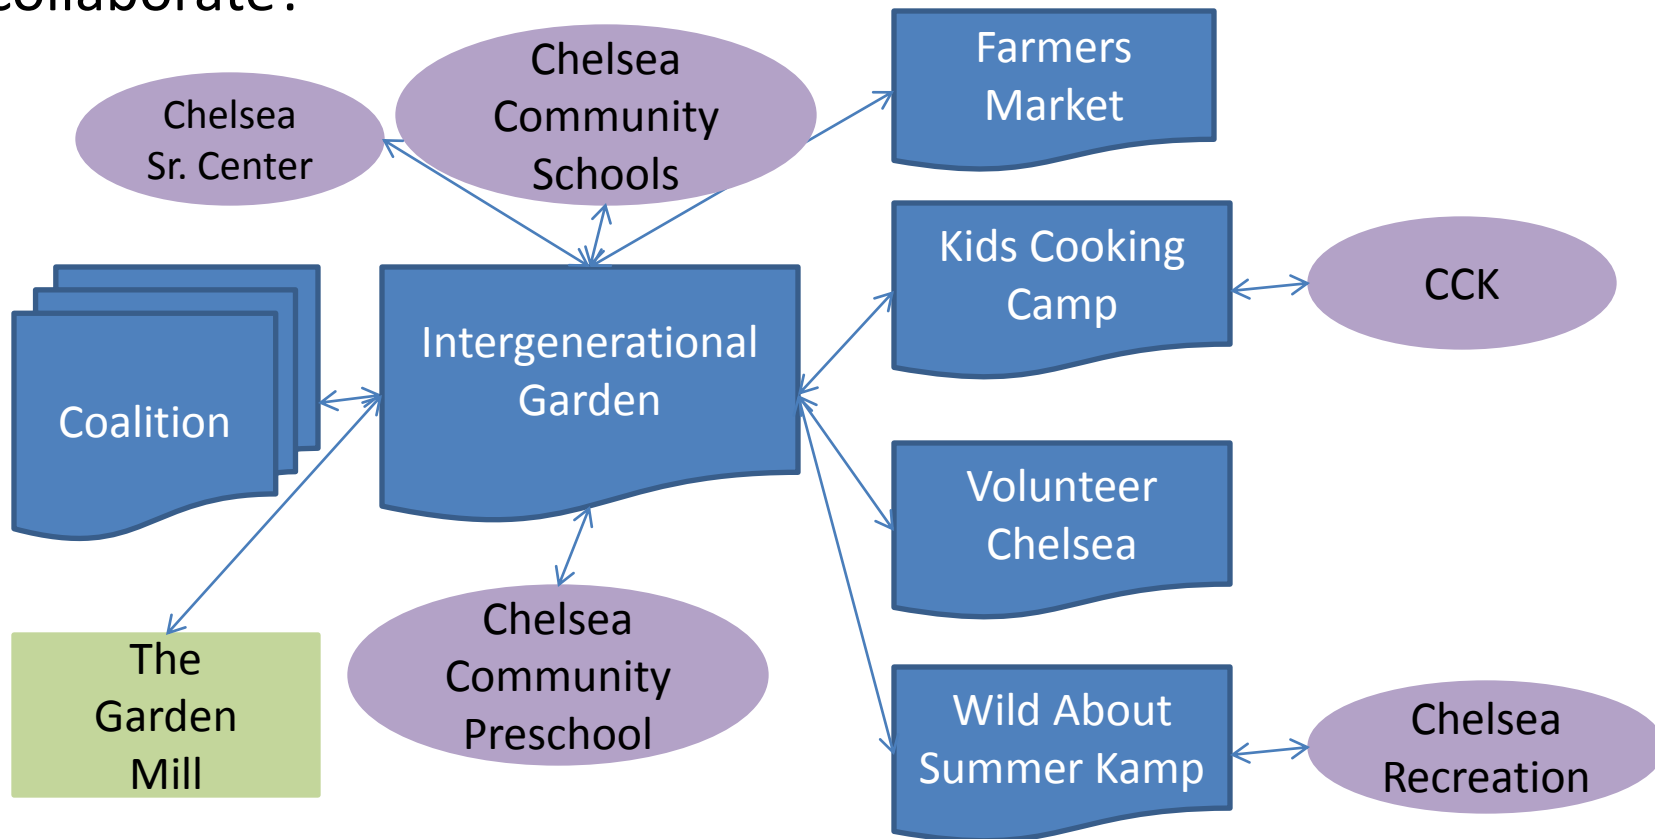 collaborate?
Chelsea
Sr. Center
Chelsea
Community
Schools
Farmers
Market
Kids Cooking
Camp
CCK
Coalition
Intergenerational
Garden
Volunteer
Chelsea
The
Garden
Mill
Chelsea
Community
Preschool
Wild About
Summer Kamp
Chelsea
Recreation